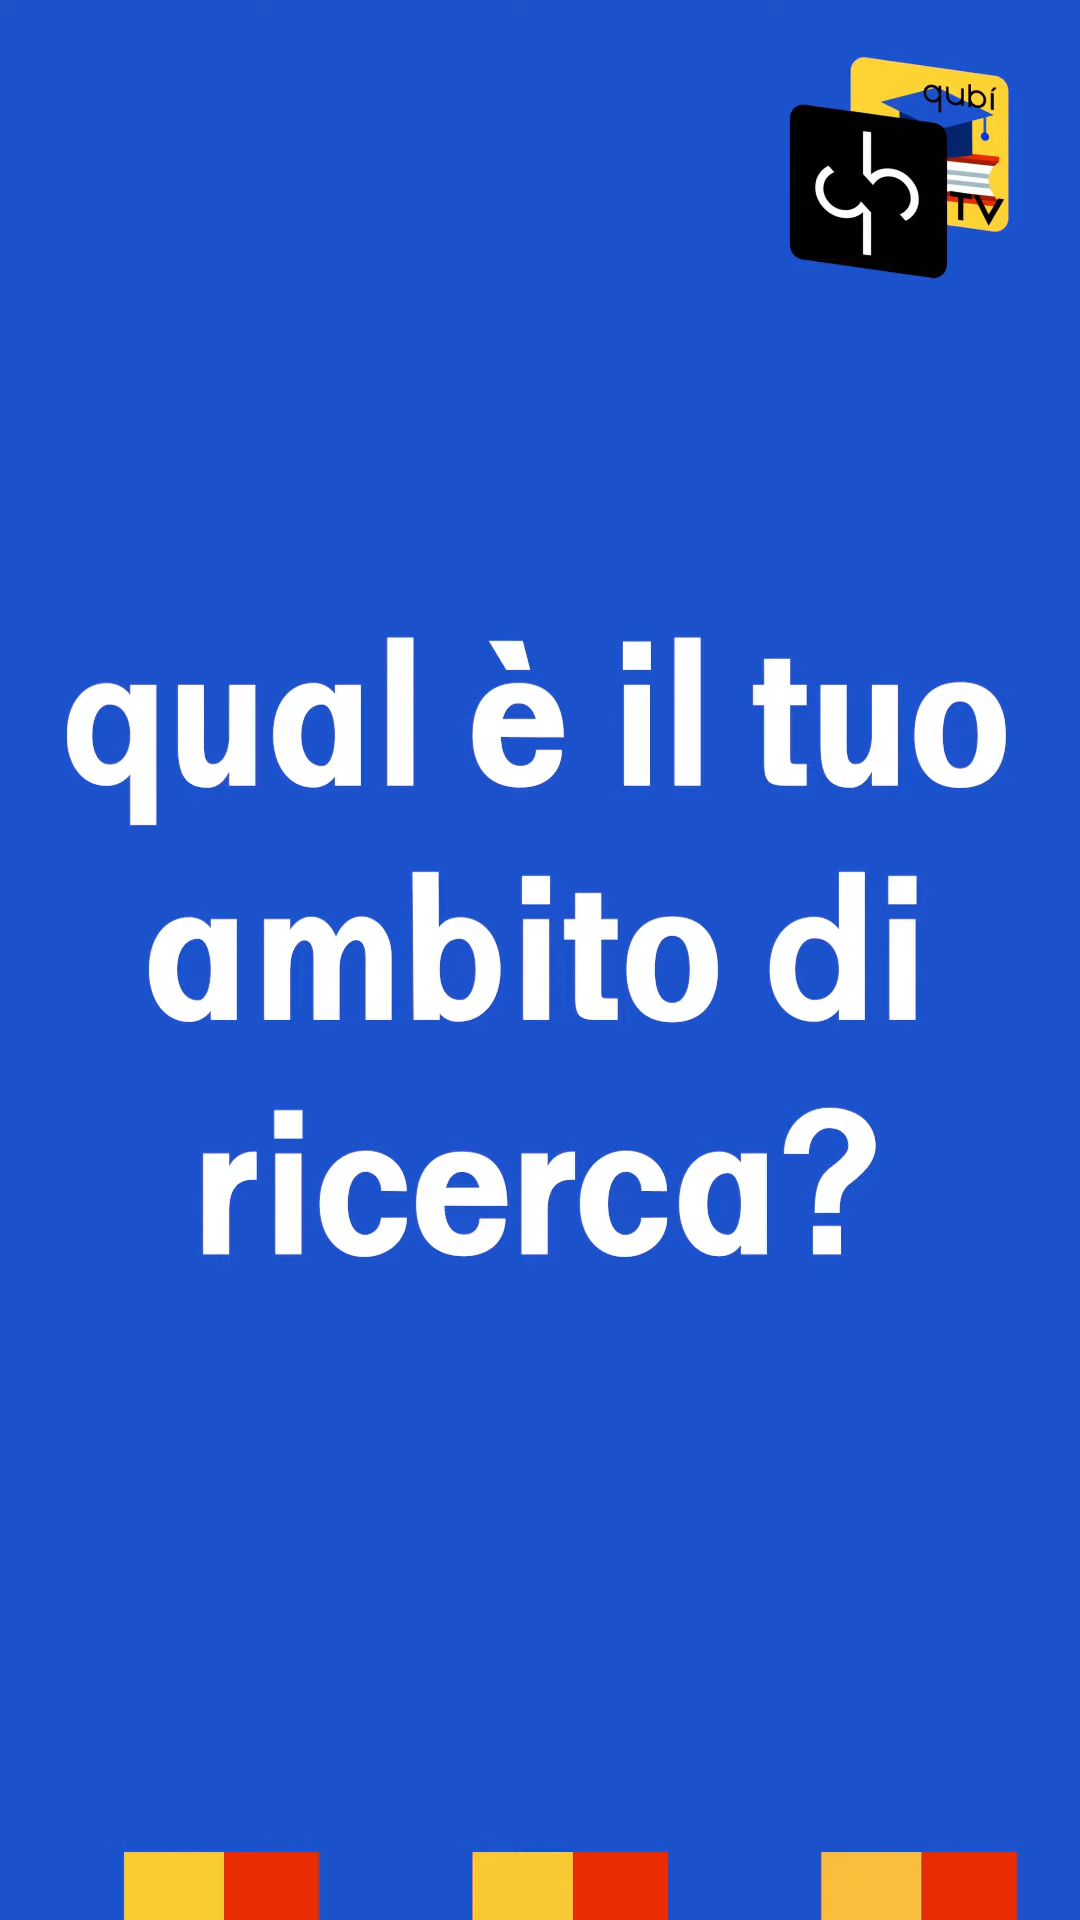 qubí
TV
qual è il tuo
ambito di
ricerca?